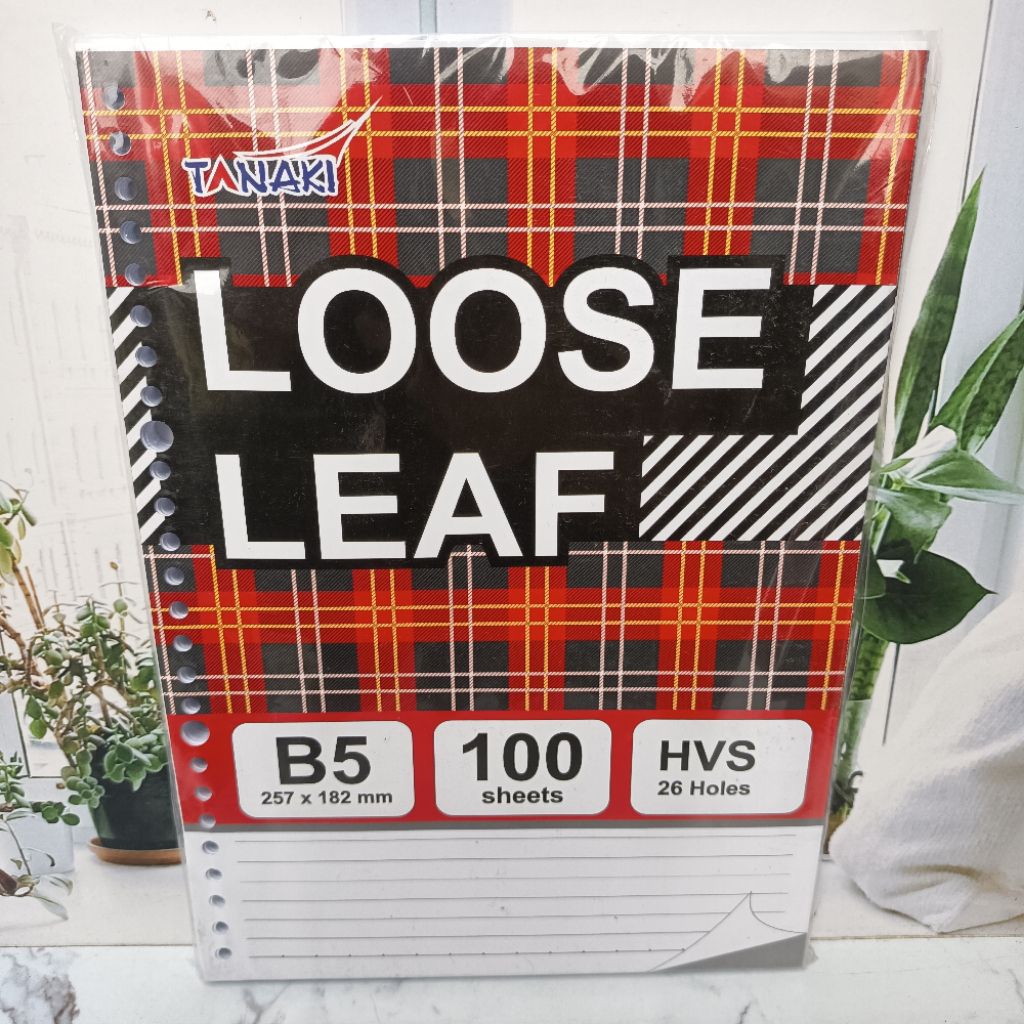 TANAKI
LOOSE
LEAF
B5
257 x 182 mm
100
sheets
HVS
26 Holes